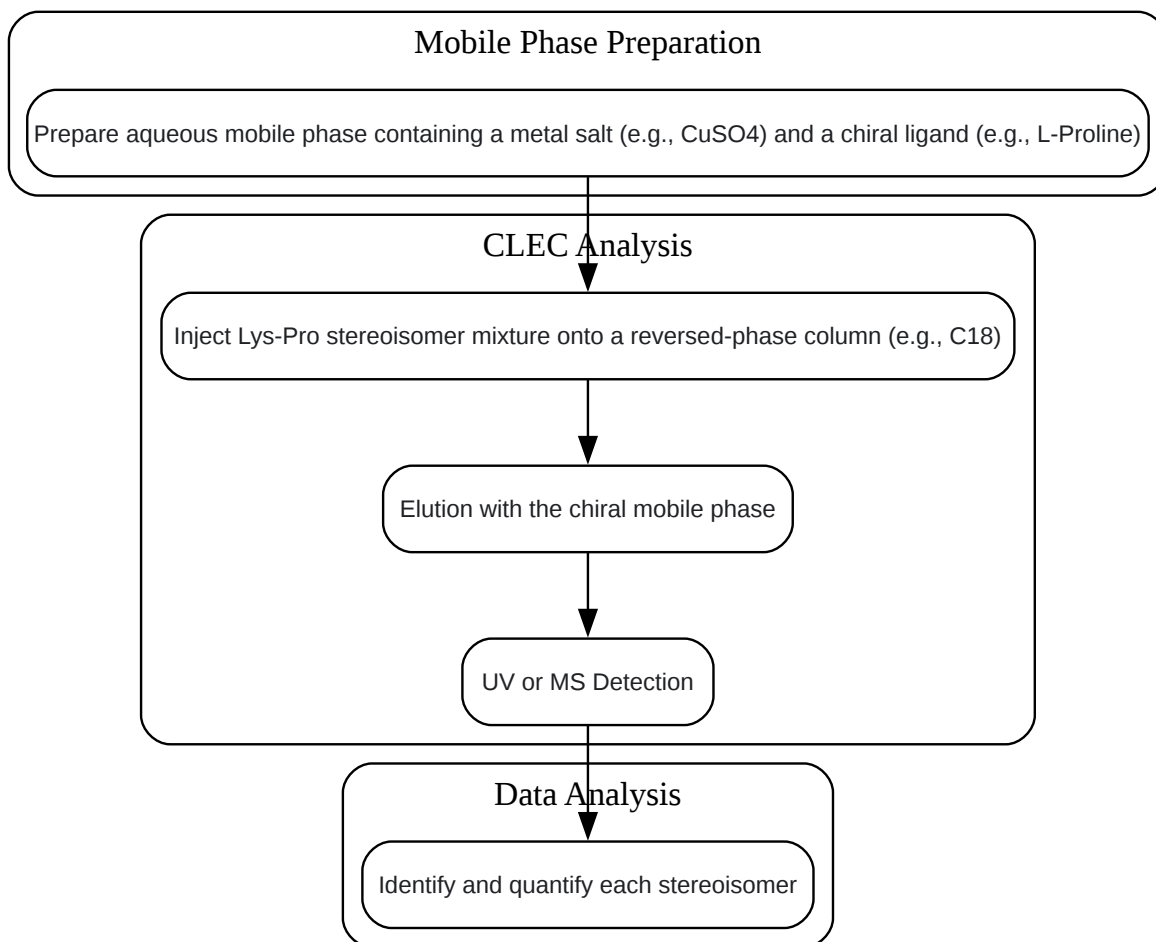 Mobile Phase Preparation
Prepare aqueous mobile phase containing a metal salt (e.g., CuSO4) and a chiral ligand (e.g., L-Proline)
CLEC Analysis
Inject Lys-Pro stereoisomer mixture onto a reversed-phase column (e.g., C18)
Elution with the chiral mobile phase
UV or MS Detection
Data Analysis
Identify and quantify each stereoisomer